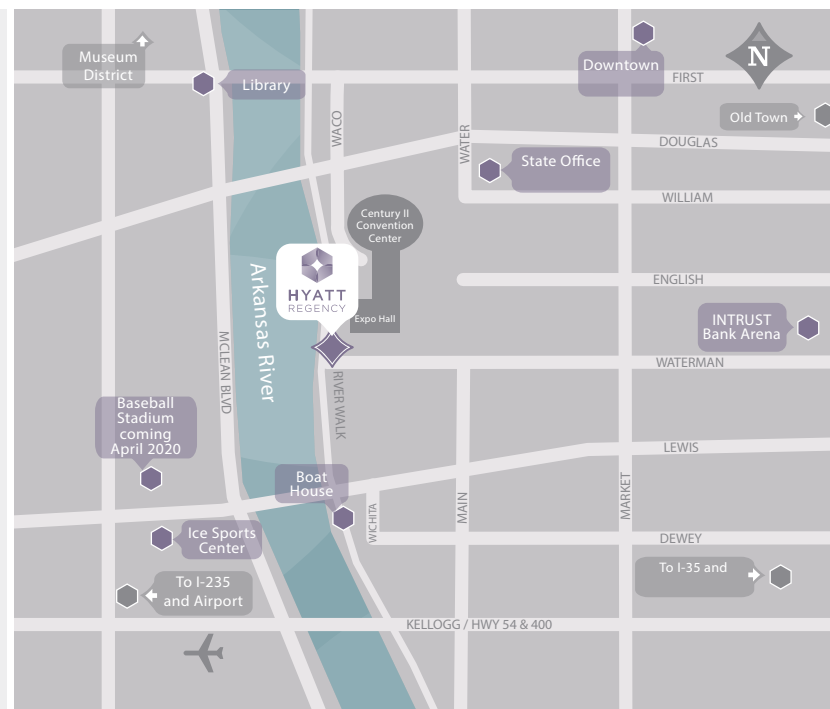 Museum
District
Library
Downtown
N
FIRST
Old Town
WACO
WATER
DOUGLAS
State Office
WILLIAM
Century II
Convention
Center
Arkansas River
HYATT
REGENCY
ENGLISH
Expo Hall
INTRUST
Bank Arena
MCLEAN BLVD
RIVER WALK
WATERMAN
Baseball
Stadium
coming
April 2020
LEWIS
Boat
House
WICHITA
MAIN
MARKET
Ice Sports
Center
DEWEY
To I-235
and Airport
To I-35 and
KELLOGG / HWY 54 & 400